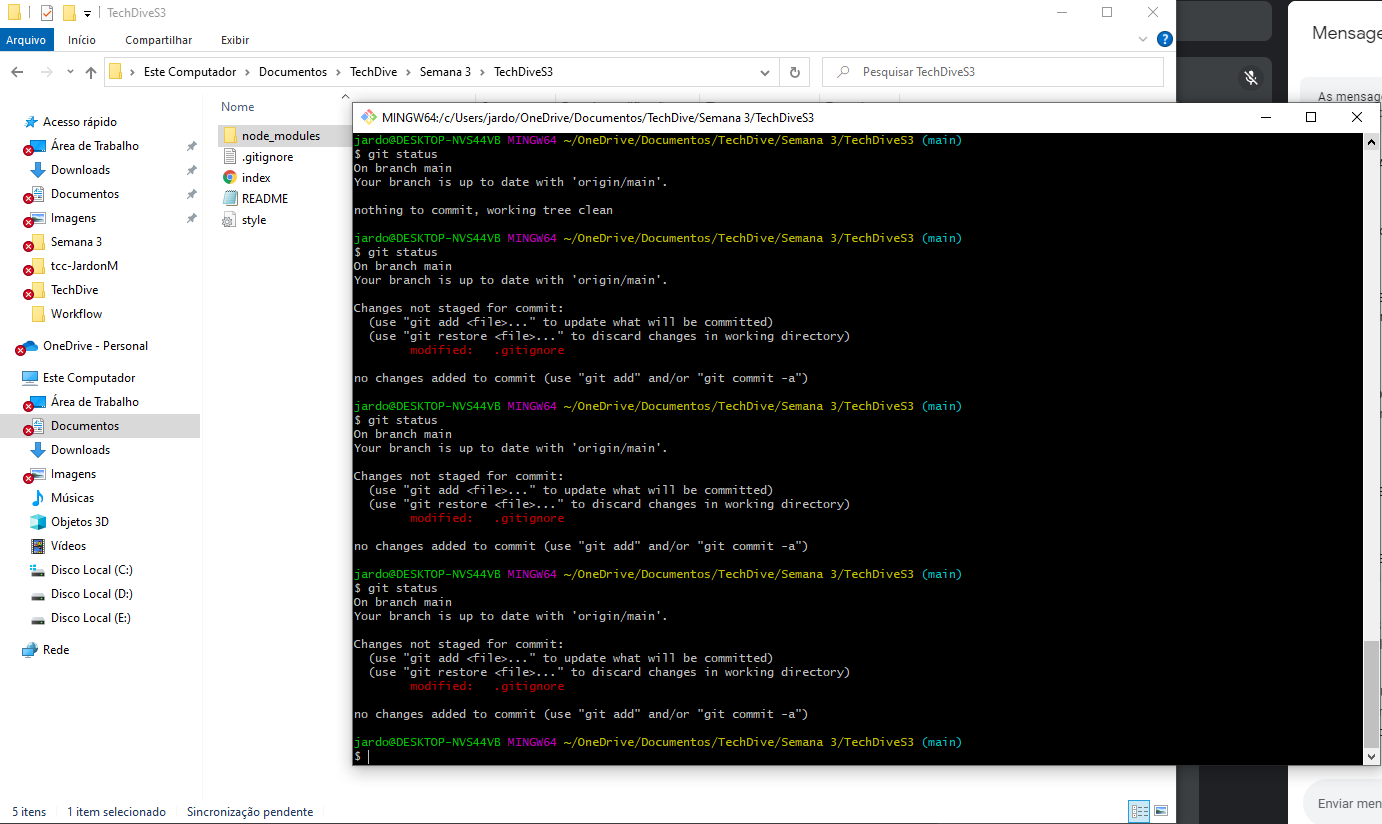 TechDiveS3
Arquivo
Início
Compartilhar
Exibir
Este Computador
Documentos
TechDive
Semana 3
TechDiveS3
Pesquisar TechDiveS3
Acesso rápido
Área de Trabalho
Downloads
Documentos
Imagens
Semana 3
tcc-JardonM
TechDive
Workflow
OneDrive - Personal
Este Computador
Área de Trabalho
Documentos
Downloads
Imagens
Músicas
Objetos 3D
Vídeos
Disco Local (C:)
Disco Local (D:)
Disco Local (E:)
Rede
Nome
node_modules
.gitignore
index
README
style
5 itens
1 item selecionado
Sincronização pendente
MINGW64:/c/Users/jardo/OneDrive/Documentos/TechDive/Semana 3/TechDiveS3
jardo@DESKTOP-NVS44VB MINGW64 ~/OneDrive/Documentos/TechDive/Semana 3/TechDiveS3 (main)
$ git status
On branch main
Your branch is up to date with 'origin/main'.
nothing to commit, working tree clean
jardo@DESKTOP-NVS44VB MINGW64 ~/OneDrive/Documentos/TechDive/Semana 3/TechDiveS3 (main)
$ git status
On branch main
Your branch is up to date with 'origin/main'.
Changes not staged for commit:
(use "git add <file>..." to update what will be committed)
(use "git restore <file>..." to discard changes in working directory)
modified: .gitignore
no changes added to commit (use "git add" and/or "git commit -a")
jardo@DESKTOP-NVS44VB MINGW64 ~/OneDrive/Documentos/TechDive/Semana 3/TechDiveS3 (main)
$ git status
On branch main
Your branch is up to date with 'origin/main'.
Changes not staged for commit:
(use "git add <file>..." to update what will be committed)
(use "git restore <file>..." to discard changes in working directory)
modified: .gitignore
no changes added to commit (use "git add" and/or "git commit -a")
jardo@DESKTOP-NVS44VB MINGW64 ~/OneDrive/Documentos/TechDive/Semana 3/TechDiveS3 (main)
$ git status
On branch main
Your branch is up to date with 'origin/main'.
Changes not staged for commit:
(use "git add <file>..." to update what will be committed)
(use "git restore <file>..." to discard changes in working directory)
modified: .gitignore
no changes added to commit (use "git add" and/or "git commit -a")
jardo@DESKTOP-NVS44VB MINGW64 ~/OneDrive/Documentos/TechDive/Semana 3/TechDiveS3 (main)
$
Mensage
As mensage
Enviar men